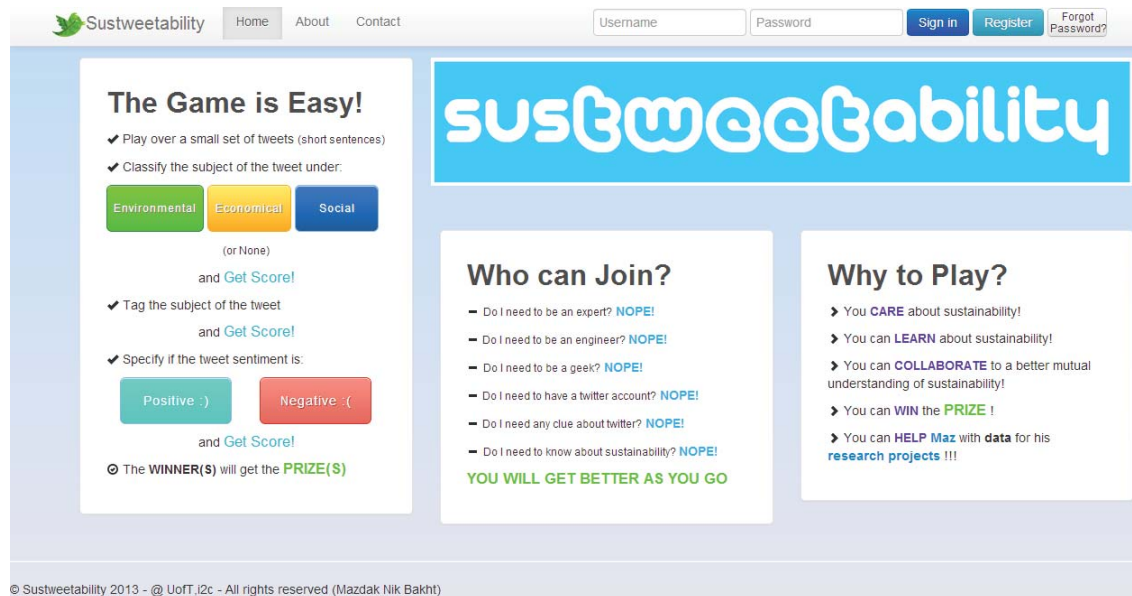 Sustweetability Home About Contact Username Password Sign in Register Forgot Password?
sustweetability
The Game is Easy!
✔ Play over a small set of tweets (short sentences)
✔ Classify the subject of the tweet under:
Environmental Economical Social
(or None)
and Get Score!
✔ Tag the subject of the tweet
and Get Score!
✔ Specify if the tweet sentiment is:
Positive :) Negative :(
and Get Score!
The WINNER(S) will get the PRIZE(S)
Who can Join?
– Do I need to be an expert? NOPE!
– Do I need to be an engineer? NOPE!
– Do I need to be a geek? NOPE!
– Do I need to have a twitter account? NOPE!
– Do I need any clue about twitter? NOPE!
– Do I need to know about sustainability? NOPE!
YOU WILL GET BETTER AS YOU GO
Why to Play?
> You CARE about sustainability!
> You can LEARN about sustainability!
> You can COLLABORATE to a better mutual
understanding of sustainability!
> You can WIN the PRIZE !
> You can HELP Maz with data for his
research projects !!!
© Sustweetability 2013 - @ UofT,i2c - All rights reserved (Mazdak Nik Bakht)